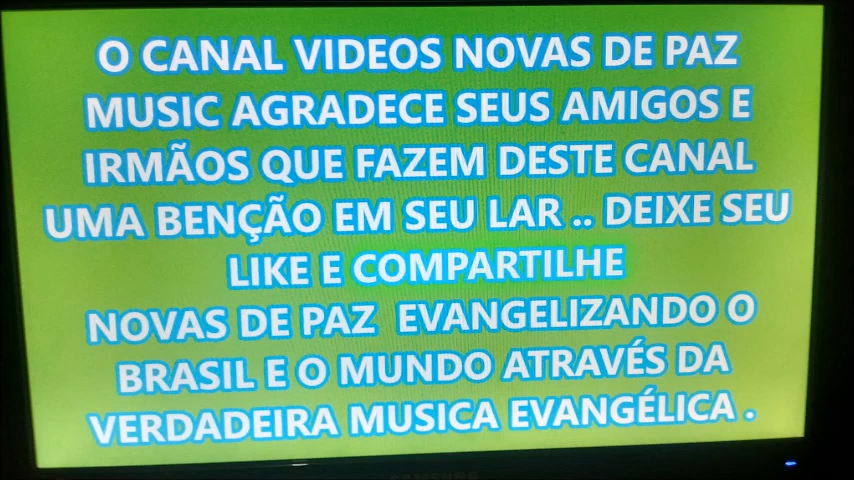 O CANAL VIDEOS NOVAS DE PAZ
MUSIC AGRADECE SEUS AMIGOS E
IRMÃOS QUE FAZEM DESTE CANAL
UMA BENÇÃO EM SEU LAR .. DEIXE SEU
LIKE E COMPARTILHE
NOVAS DE PAZ EVANGELIZANDO O
BRASIL E O MUNDO ATRAVÉS DA
VERDADEIRA MUSICA EVANGÉLICA .